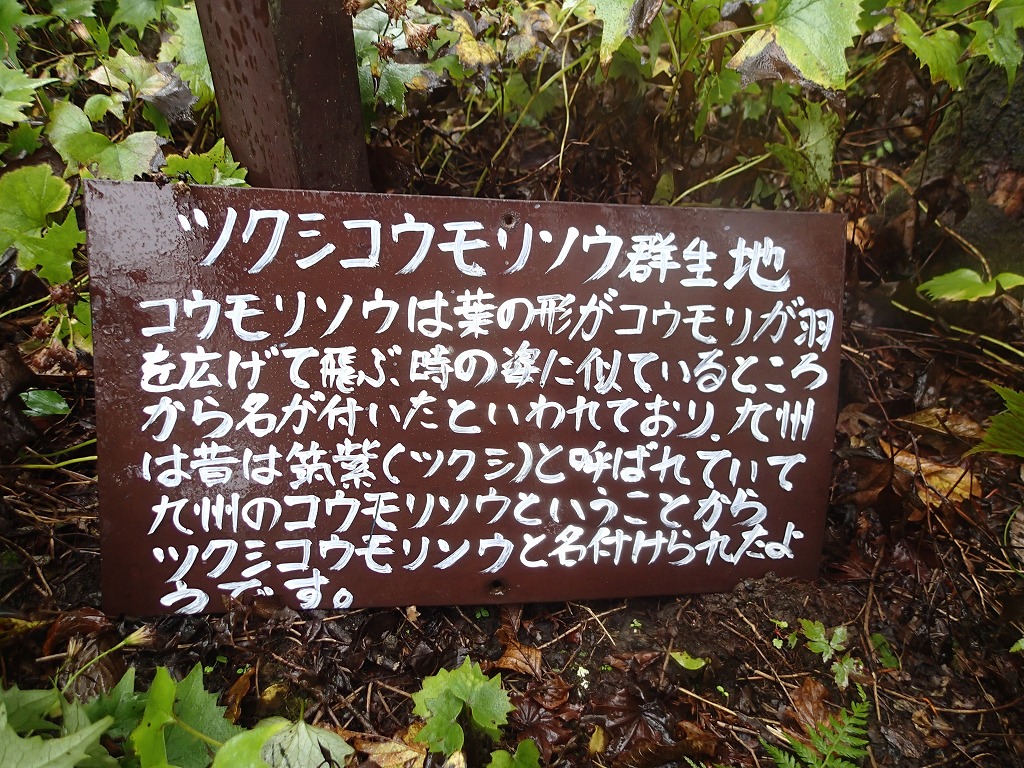 ツクシコウモリソウ群生地
コウモリソウは葉の形がコウモリが羽
を広げて飛ぶ時の姿に似ているところ
から名が付いたといわれており、九州
は昔は筑紫(ツクシ)と呼ばれていて
九州のコウモリソウということから
ツクシコウモリソウと名付けられたよ
うです。